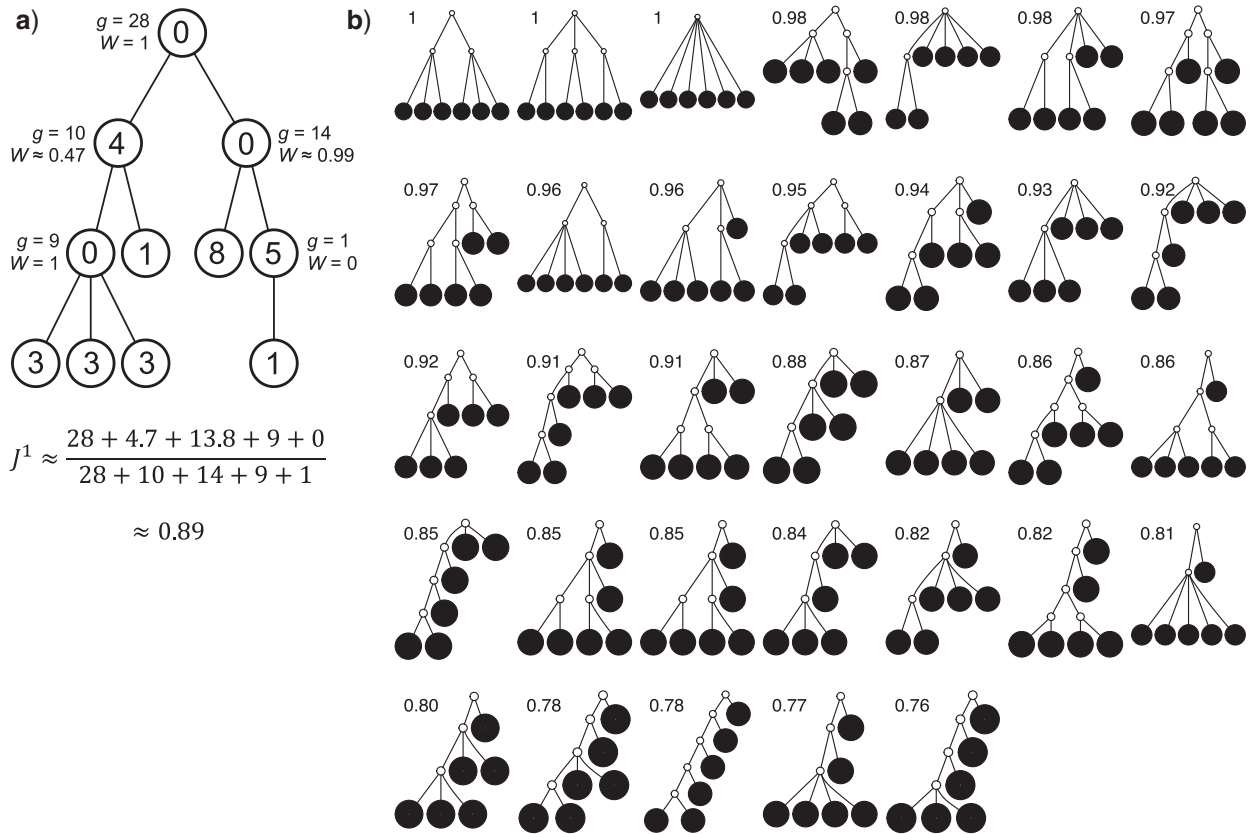 a)
g = 28
W = 1
0
g = 10
W ≈ 0.47
4
0
g = 14
W ≈ 0.99
g = 9
W = 1
0
1
8
5
g = 1
W = 0
3
3
3
1
J¹ ≈ 28 + 4.7 + 13.8 + 9 + 0
28 + 10 + 14 + 9 + 1
≈ 0.89
b)
1 1 1 0.98 0.98 0.98 0.97
0.97 0.96 0.96 0.95 0.94 0.93 0.92
0.92 0.91 0.91 0.88 0.87 0.86 0.86
0.85 0.85 0.85 0.84 0.82 0.82 0.81
0.80 0.78 0.78 0.77 0.76